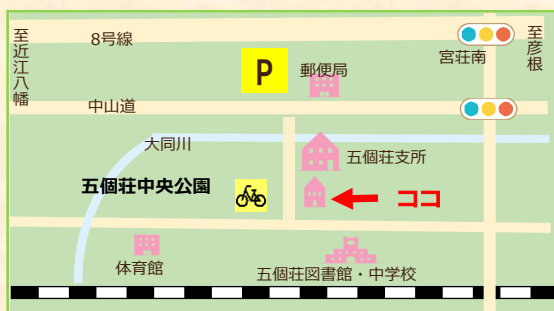 至近江八幡
8号線
宮荘南
至彦根
P
郵便局
中山道
大同川
五個荘支所
五個荘中央公園
ココ
体育館
五個荘図書館・中学校